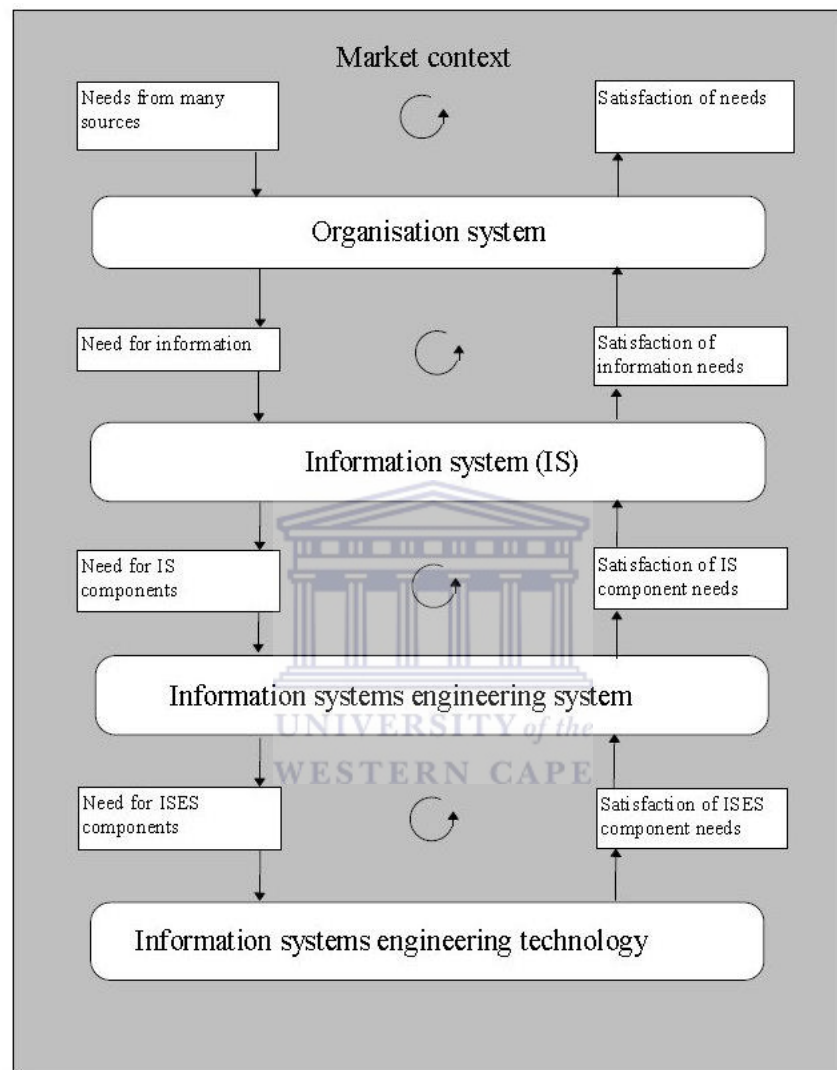 Market context
Needs from many
sources
Satisfaction of needs
Organisation system
Need for information
Satisfaction of
information needs
Information system (IS)
Need for IS
components
Satisfaction of IS
component needs
Information systems engineering system
UNIVERSITY of the
WESTERN CAPE
Need for ISES
components
Satisfaction of ISES
component needs
Information systems engineering technology